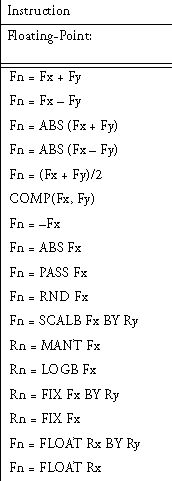 Instruction
Floating-Point:
Fn = Fx + Fy
Fn = Fx – Fy
Fn = ABS (Fx + Fy)
Fn = ABS (Fx – Fy)
Fn = (Fx + Fy)/2
COMP(Fx, Fy)
Fn = –Fx
Fn = ABS Fx
Fn = PASS Fx
Fn = RND Fx
Fn = SCALB Fx BY Ry
Rn = MANT Fx
Rn = LOGB Fx
Rn = FIX Fx BY Ry
Rn = FIX Fx
Fn = FLOAT Rx BY Ry
Fn = FLOAT Rx